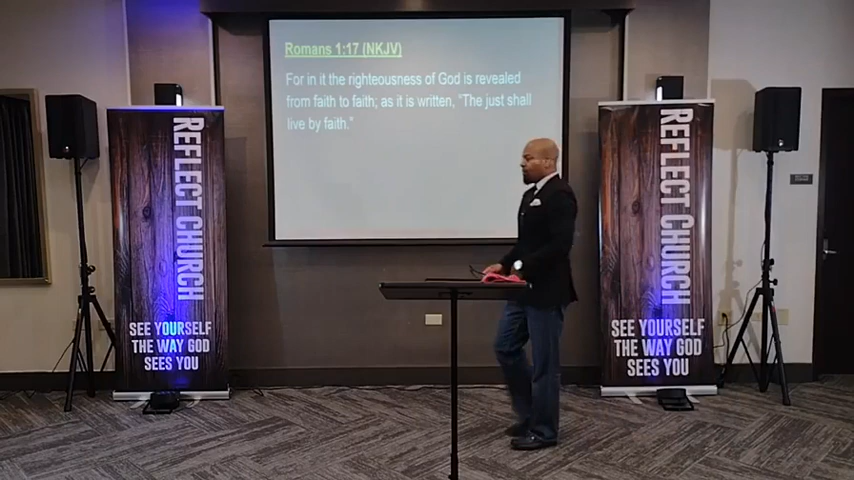 Romans 1:17 (NKJV)
For in it the righteousness of God is revealed
from faith to faith; as it is written, “The just shall
live by faith.”
REFLECT CHURCH
SEE YOURSELF
THE WAY GOD
SEES YOU
REFLECT CHURCH
SEE YOURSELF
THE WAY GOD
SEES YOU